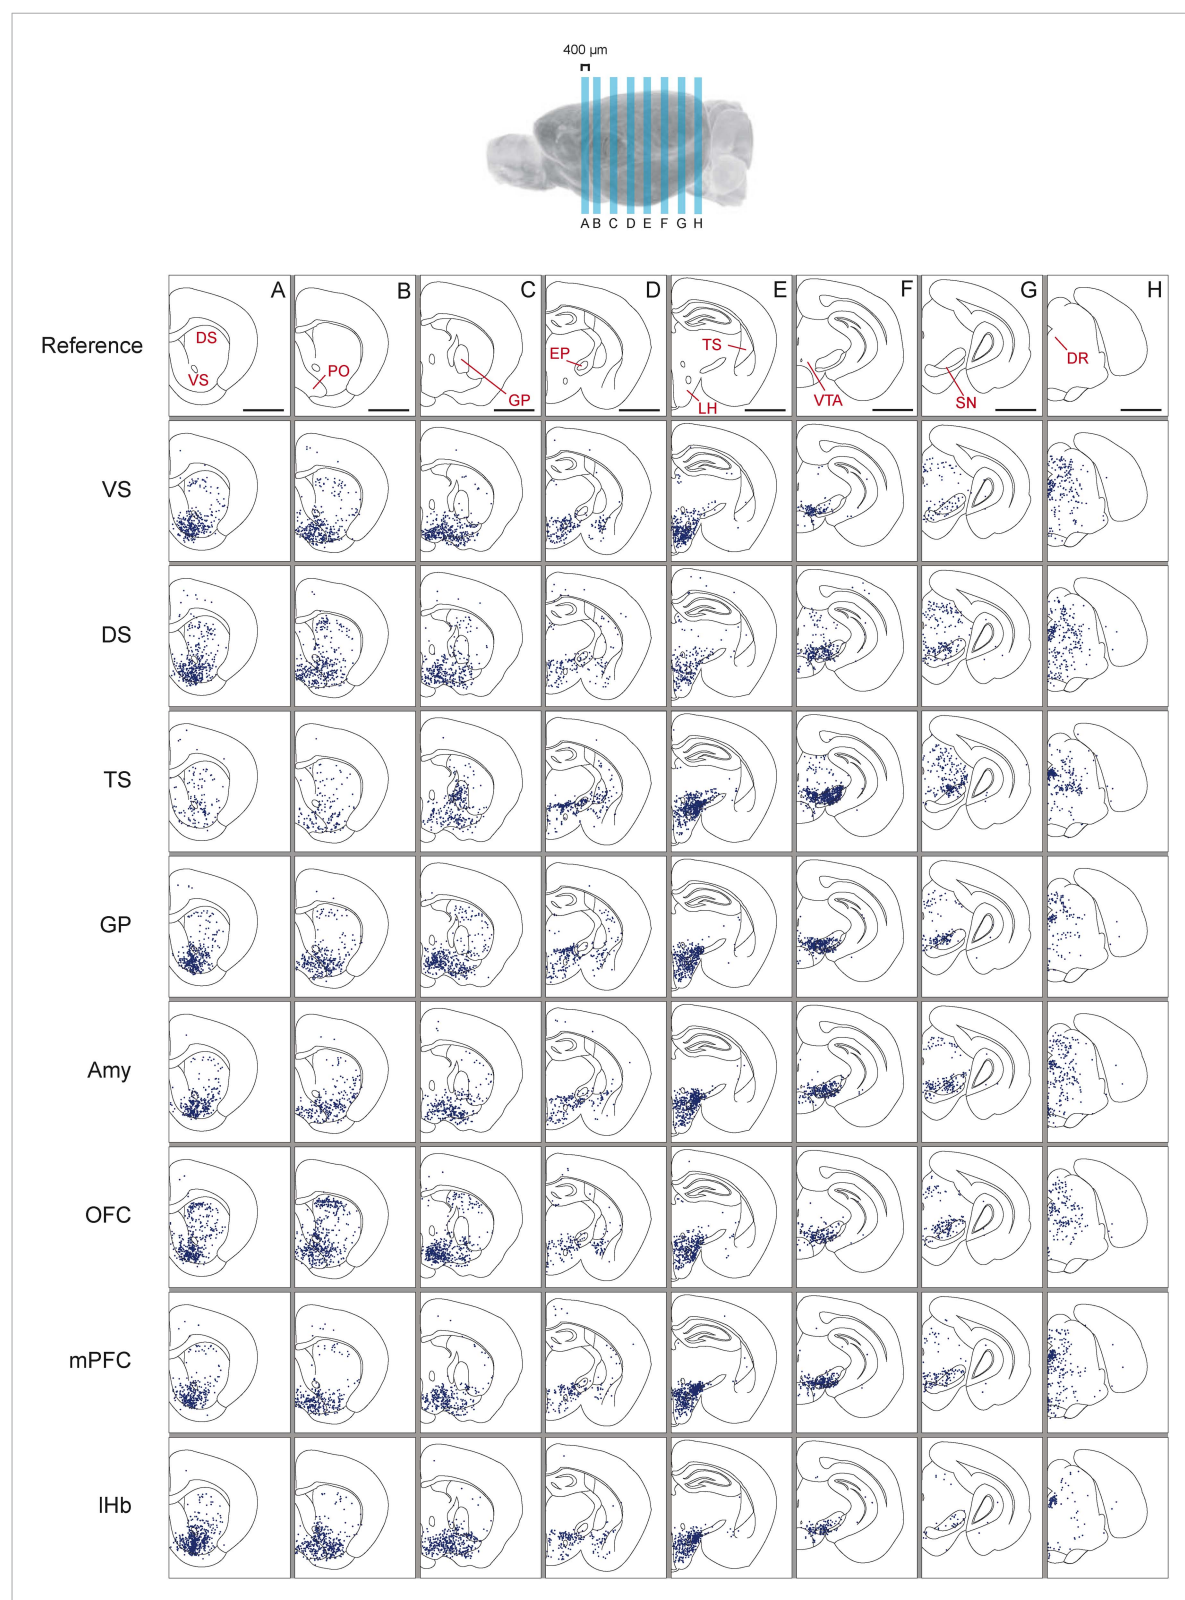 400 µm
A B C D E F G H
Reference
A
DS
VS
B
PO
C
GP
D
EP
E
TS
LH
F
VTA
G
SN
H
DR
VS
DS
TS
GP
Amy
OFC
mPFC
lHb